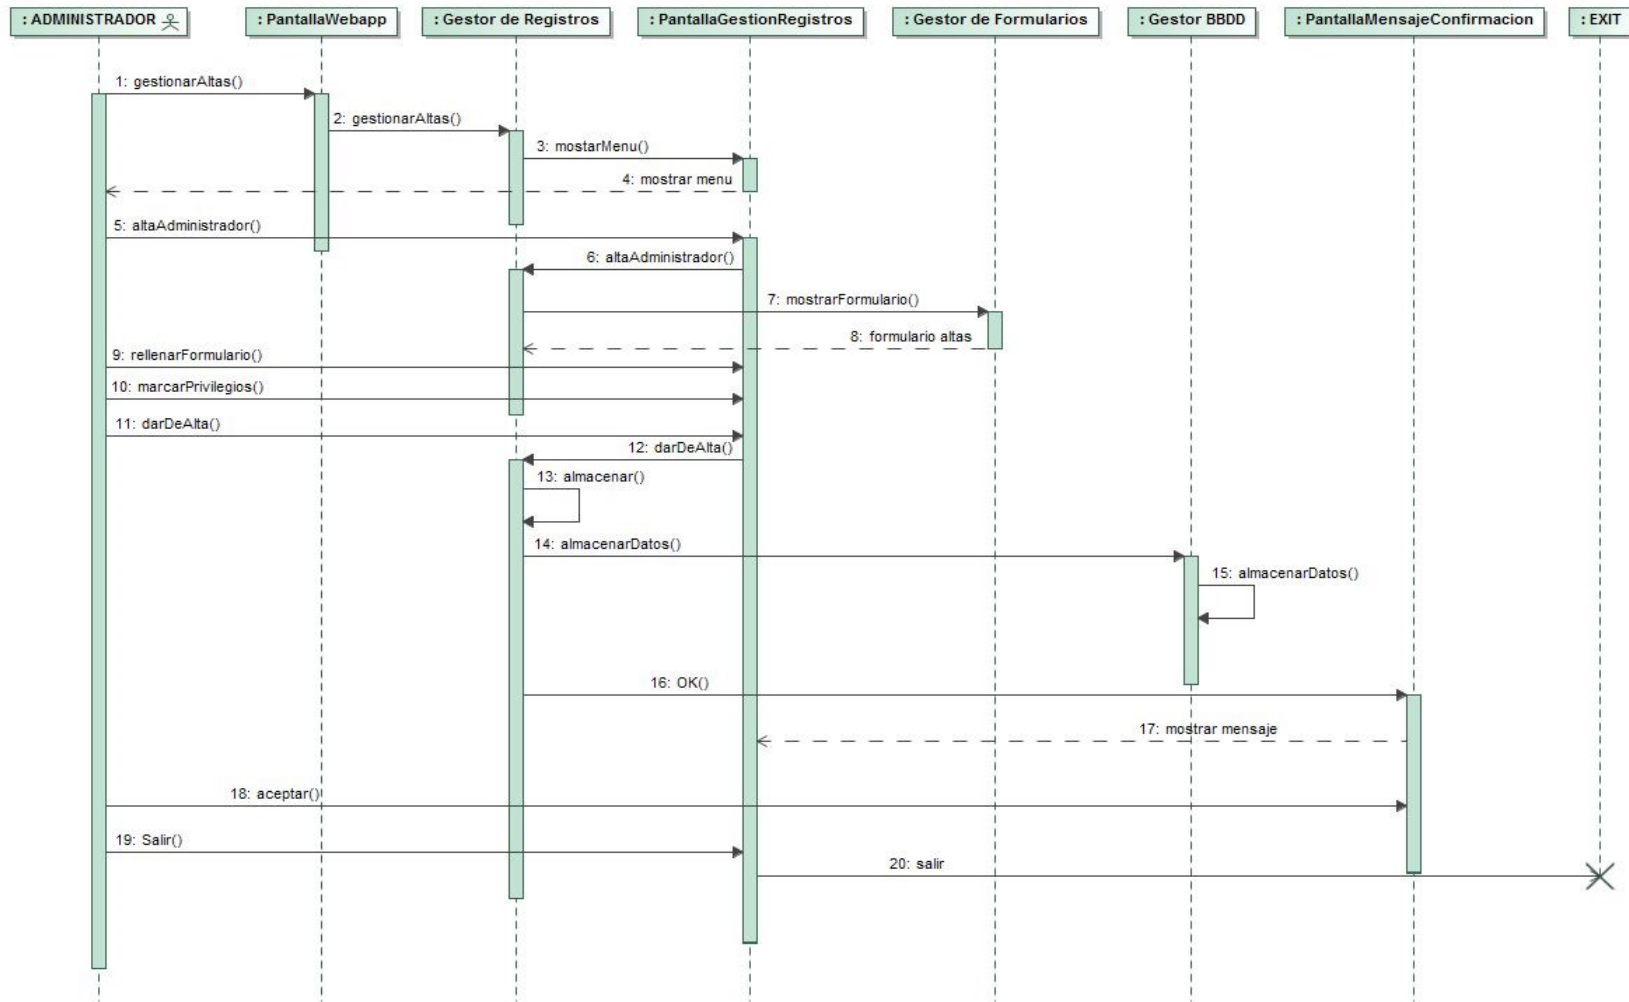 : ADMINISTRADOR
: PantallaWebapp
: Gestor de Registros
: PantallaGestionRegistros
: Gestor de Formularios
: Gestor BBDD
: PantallaMensajeConfirmacion
: EXIT
1: gestionarAltas()
2: gestionarAltas()
3: mostarMenu()
4: mostrar menu
5: altaAdministrador()
6: altaAdministrador()
7: mostrarFormulario()
8: formulario altas
9: rellenarFormulario()
10: marcarPrivilegios()
11: darDeAlta()
12: darDeAlta()
13: almacenar()
14: almacenarDatos()
15: almacenarDatos()
16: OK()
17: mostrar mensaje
18: aceptar()
19: Salir()
20: salir